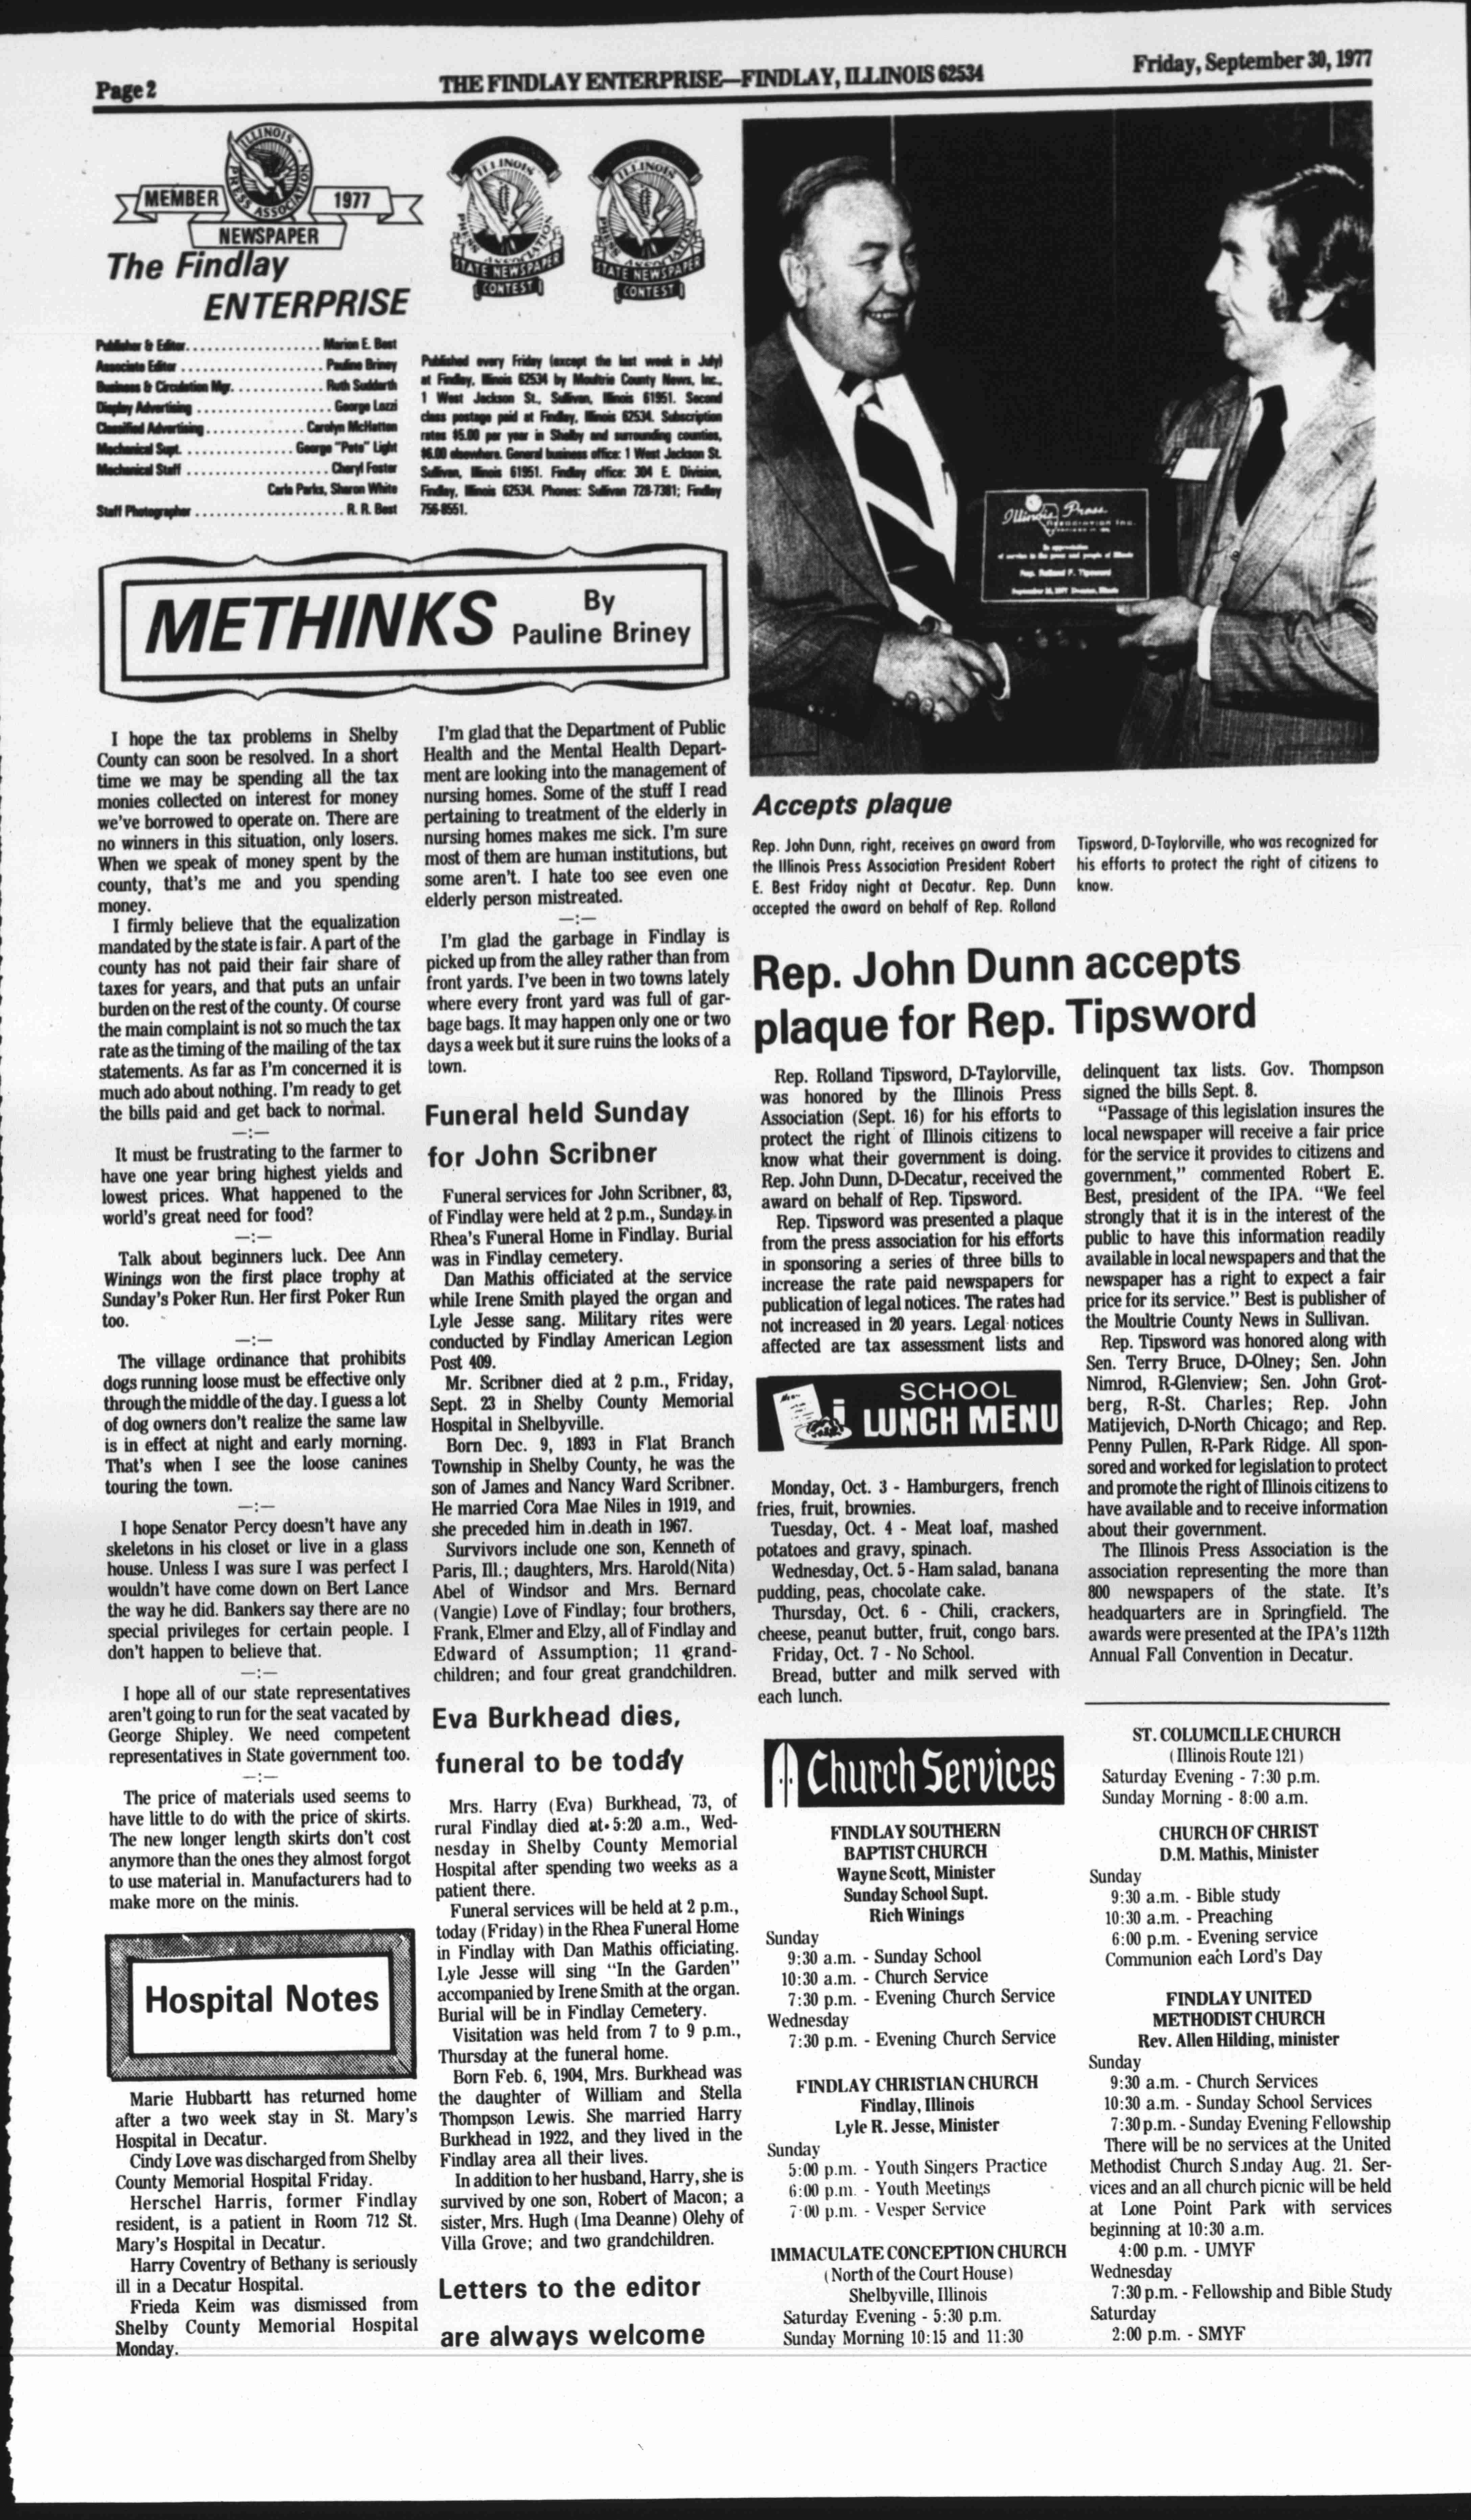 Page 2
THE FINDLAY ENTERPRISE—FINDLAY, ILLINOIS 62534
Friday, September 30, 1977
ILLINOIS
PRESS ASSOCIATION
MEMBER
1977
NEWSPAPER
The Findlay
ENTERPRISE
ILLINOIS
PRESS ASSOCIATION
STATE NEWSPAPER
CONTEST
ILLINOIS
PRESS ASSOCIATION
STATE NEWSPAPER
CONTEST
Publisher & Editor. . . . . . . . . . . . . . . . . . Marion E. Best
Associate Editor . . . . . . . . . . . . . . . . . . . Pauline Briney
Business & Circulation Mgr. . . . . . . . . . . . . Ruth Suddarth
Display Advertising . . . . . . . . . . . . . . . . . . George Lazzi
Classified Advertising . . . . . . . . . . . . . Carolyn McHatton
Mechanical Supt. . . . . . . . . . . . . . . George "Pete" Light
Mechanical Staff . . . . . . . . . . . . . . . . . . . Cheryl Foster
Carla Parks, Sharon White
Staff Photographer . . . . . . . . . . . . . . . . . . . . R. R. Best
Published every Friday (except the last week in July)
at Findlay, Illinois 62534 by Moultrie County News, Inc.,
1 West Jackson St., Sullivan, Illinois 61951. Second
class postage paid at Findlay, Illinois 62534. Subscription
rates $5.00 per year in Shelby and surrounding counties,
$6.00 elsewhere. General business office: 1 West Jackson St.
Sullivan, Illinois 61951. Findlay office: 304 E. Division,
Findlay, Illinois 62534. Phones: Sullivan 728-7381; Findlay
756-8551.
METHINKS
By
Pauline Briney
I hope the tax problems in Shelby
County can soon be resolved. In a short
time we may be spending all the tax
monies collected on interest for money
we've borrowed to operate on. There are
no winners in this situation, only losers.
When we speak of money spent by the
county, that's me and you spending
money.
I firmly believe that the equalization
mandated by the state is fair. A part of the
county has not paid their fair share of
taxes for years, and that puts an unfair
burden on the rest of the county. Of course
the main complaint is not so much the tax
rate as the timing of the mailing of the tax
statements. As far as I'm concerned it is
much ado about nothing. I'm ready to get
the bills paid and get back to normal.
—:—
It must be frustrating to the farmer to
have one year bring highest yields and
lowest prices. What happened to the
world's great need for food?
—:—
Talk about beginners luck. Dee Ann
Winings won the first place trophy at
Sunday's Poker Run. Her first Poker Run
too.
—:—
The village ordinance that prohibits
dogs running loose must be effective only
through the middle of the day. I guess a lot
of dog owners don't realize the same law
is in effect at night and early morning.
That's when I see the loose canines
touring the town.
—:—
I hope Senator Percy doesn't have any
skeletons in his closet or live in a glass
house. Unless I was sure I was perfect I
wouldn't have come down on Bert Lance
the way he did. Bankers say there are no
special privileges for certain people. I
don't happen to believe that.
—:—
I hope all of our state representatives
aren't going to run for the seat vacated by
George Shipley. We need competent
representatives in State government too.
—:—
The price of materials used seems to
have little to do with the price of skirts.
The new longer length skirts don't cost
anymore than the ones they almost forgot
to use material in. Manufacturers had to
make more on the minis.
Hospital Notes
Marie Hubbartt has returned home
after a two week stay in St. Mary's
Hospital in Decatur.
Cindy Love was discharged from Shelby
County Memorial Hospital Friday.
Herschel Harris, former Findlay
resident, is a patient in Room 712 St.
Mary's Hospital in Decatur.
Harry Coventry of Bethany is seriously
ill in a Decatur Hospital.
Frieda Keim was dismissed from
Shelby County Memorial Hospital
Monday.
I'm glad that the Department of Public
Health and the Mental Health Depart-
ment are looking into the management of
nursing homes. Some of the stuff I read
pertaining to treatment of the elderly in
nursing homes makes me sick. I'm sure
most of them are human institutions, but
some aren't. I hate too see even one
elderly person mistreated.
—:—
I'm glad the garbage in Findlay is
picked up from the alley rather than from
front yards. I've been in two towns lately
where every front yard was full of gar-
bage bags. It may happen only one or two
days a week but it sure ruins the looks of a
town.
Funeral held Sunday
for John Scribner
Funeral services for John Scribner, 83,
of Findlay were held at 2 p.m., Sunday in
Rhea's Funeral Home in Findlay. Burial
was in Findlay cemetery.
Dan Mathis officiated at the service
while Irene Smith played the organ and
Lyle Jesse sang. Military rites were
conducted by Findlay American Legion
Post 409.
Mr. Scribner died at 2 p.m., Friday,
Sept. 23 in Shelby County Memorial
Hospital in Shelbyville.
Born Dec. 9, 1893 in Flat Branch
Township in Shelby County, he was the
son of James and Nancy Ward Scribner.
He married Cora Mae Niles in 1919, and
she preceded him in death in 1967.
Survivors include one son, Kenneth of
Paris, Ill.; daughters, Mrs. Harold(Nita)
Abel of Windsor and Mrs. Bernard
(Vangie) Love of Findlay; four brothers,
Frank, Elmer and Elzy, all of Findlay and
Edward of Assumption; 11 grand-
children; and four great grandchildren.
Eva Burkhead dies,
funeral to be today
Mrs. Harry (Eva) Burkhead, 73, of
rural Findlay died at 5:20 a.m., Wed-
nesday in Shelby County Memorial
Hospital after spending two weeks as a
patient there.
Funeral services will be held at 2 p.m.,
today (Friday) in the Rhea Funeral Home
in Findlay with Dan Mathis officiating.
Lyle Jesse will sing "In the Garden"
accompanied by Irene Smith at the organ.
Burial will be in Findlay Cemetery.
Visitation was held from 7 to 9 p.m.,
Thursday at the funeral home.
Born Feb. 6, 1904, Mrs. Burkhead was
the daughter of William and Stella
Thompson Lewis. She married Harry
Burkhead in 1922, and they lived in the
Findlay area all their lives.
In addition to her husband, Harry, she is
survived by one son, Robert of Macon; a
sister, Mrs. Hugh (Ima Deanne) Olehy of
Villa Grove; and two grandchildren.
Letters to the editor
are always welcome
Illinois Press
Association Inc.
In appreciation
of service to the press and people of Illinois
Rep. Rolland F. Tipsword
Accepts plaque
Rep. John Dunn, right, receives an award from
the Illinois Press Association President Robert
E. Best Friday night at Decatur. Rep. Dunn
accepted the award on behalf of Rep. Rolland
Tipsword, D-Taylorville, who was recognized for
his efforts to protect the right of citizens to
know.
Rep. John Dunn accepts
plaque for Rep. Tipsword
Rep. Rolland Tipsword, D-Taylorville,
was honored by the Illinois Press
Association (Sept. 16) for his efforts to
protect the right of Illinois citizens to
know what their government is doing.
Rep. John Dunn, D-Decatur, received the
award on behalf of Rep. Tipsword.
Rep. Tipsword was presented a plaque
from the press association for his efforts
in sponsoring a series of three bills to
increase the rate paid newspapers for
publication of legal notices. The rates had
not increased in 20 years. Legal notices
affected are tax assessment lists and
delinquent tax lists. Gov. Thompson
signed the bills Sept. 8.
"Passage of this legislation insures the
local newspaper will receive a fair price
for the service it provides to citizens and
government," commented Robert E.
Best, president of the IPA. "We feel
strongly that it is in the interest of the
public to have this information readily
available in local newspapers and that the
newspaper has a right to expect a fair
price for its service." Best is publisher of
the Moultrie County News in Sullivan.
Rep. Tipsword was honored along with
Sen. Terry Bruce, D-Olney; Sen. John
Nimrod, R-Glenview; Sen. John Grot-
berg, R-St. Charles; Rep. John
Matijevich, D-North Chicago; and Rep.
Penny Pullen, R-Park Ridge. All spon-
sored and worked for legislation to protect
and promote the right of Illinois citizens to
have available and to receive information
about their government.
The Illinois Press Association is the
association representing the more than
800 newspapers of the state. It's
headquarters are in Springfield. The
awards were presented at the IPA's 112th
Annual Fall Convention in Decatur.
SCHOOL
LUNCH MENU
Monday, Oct. 3 - Hamburgers, french
fries, fruit, brownies.
Tuesday, Oct. 4 - Meat loaf, mashed
potatoes and gravy, spinach.
Wednesday, Oct. 5 - Ham salad, banana
pudding, peas, chocolate cake.
Thursday, Oct. 6 - Chili, crackers,
cheese, peanut butter, fruit, congo bars.
Friday, Oct. 7 - No School.
Bread, butter and milk served with
each lunch.
Church Services
FINDLAY SOUTHERN
BAPTIST CHURCH
Wayne Scott, Minister
Sunday School Supt.
Rich Winings
Sunday
9:30 a.m. - Sunday School
10:30 a.m. - Church Service
7:30 p.m. - Evening Church Service
Wednesday
7:30 p.m. - Evening Church Service
FINDLAY CHRISTIAN CHURCH
Findlay, Illinois
Lyle R. Jesse, Minister
Sunday
5:00 p.m. - Youth Singers Practice
6:00 p.m. - Youth Meetings
7:00 p.m. - Vesper Service
IMMACULATE CONCEPTION CHURCH
(North of the Court House)
Shelbyville, Illinois
Saturday Evening - 5:30 p.m.
Sunday Morning 10:15 and 11:30
ST. COLUMCILLE CHURCH
(Illinois Route 121)
Saturday Evening - 7:30 p.m.
Sunday Morning - 8:00 a.m.
CHURCH OF CHRIST
D.M. Mathis, Minister
Sunday
9:30 a.m. - Bible study
10:30 a.m. - Preaching
6:00 p.m. - Evening service
Communion each Lord's Day
FINDLAY UNITED
METHODIST CHURCH
Rev. Allen Hilding, minister
Sunday
9:30 a.m. - Church Services
10:30 a.m. - Sunday School Services
7:30 p.m. - Sunday Evening Fellowship
There will be no services at the United
Methodist Church Sunday Aug. 21. Ser-
vices and an all church picnic will be held
at Lone Point Park with services
beginning at 10:30 a.m.
4:00 p.m. - UMYF
Wednesday
7:30 p.m. - Fellowship and Bible Study
Saturday
2:00 p.m. - SMYF